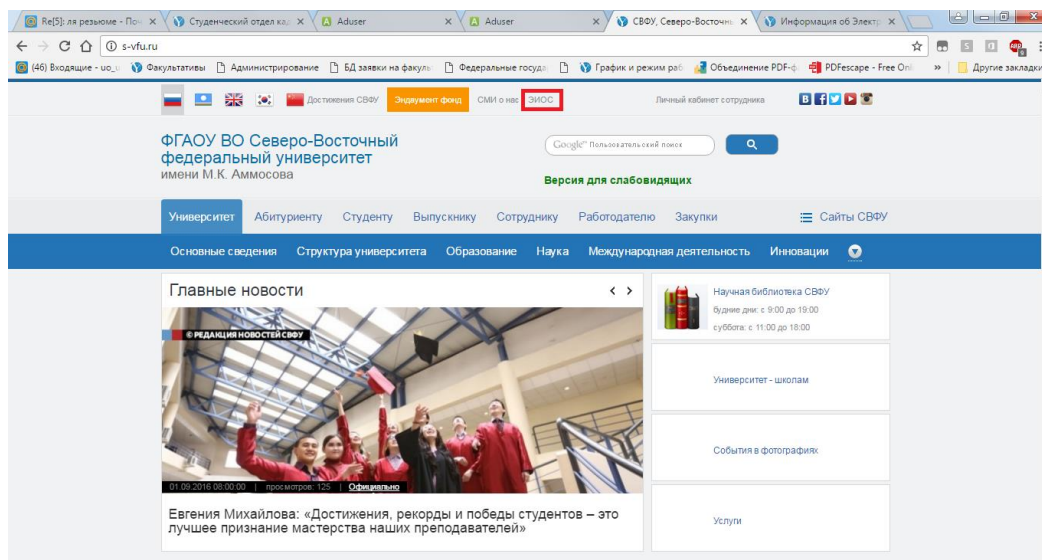 Re[5]: ля резьюме - Поч
Студенческий отдел кад
Aduser
Aduser
СВФУ, Северо-Восточн
Информация об Электр
s-vfu.ru
(46) Входящие - uo_u
Факультативы
Администрирование
БД заявки на факул
Федеральные госуда
График и режим раб
Объединение PDF-ф
PDFescape - Free Onl
»
Другие закладки
Достижения СВФУ
Эндаумент фонд
СМИ о нас
ЭИОС
Личный кабинет сотрудника
ФГАОУ ВО Северо-Восточный
федеральный университет
имени М.К. Аммосова
Google™ Пользовательский поиск
Версия для слабовидящих
Университет
Абитуриенту
Студенту
Выпускнику
Сотруднику
Работодателю
Закупки
Сайты СВФУ
Основные сведения
Структура университета
Образование
Наука
Международная деятельность
Инновации
Главные новости
© РЕДАКЦИЯ НОВОСТЕЙ СВФУ
01.09.2016 08:00:00 | просмотров: 125 | Официально
Евгения Михайлова: «Достижения, рекорды и победы студентов – это
лучшее признание мастерства наших преподавателей»
Научная библиотека СВФУ
будние дни: с 9:00 до 19:00
суббота: с 11:00 до 18:00
Университет - школам
События в фотографиях
Услуги